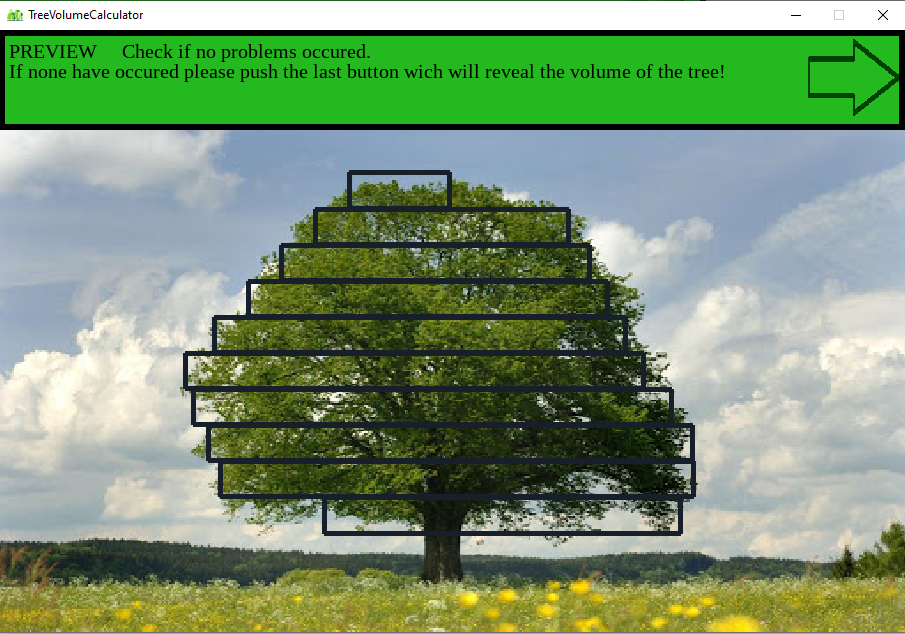 TreeVolumeCalculator
PREVIEW Check if no problems occured.
If none have occured please push the last button wich will reveal the volume of the tree!